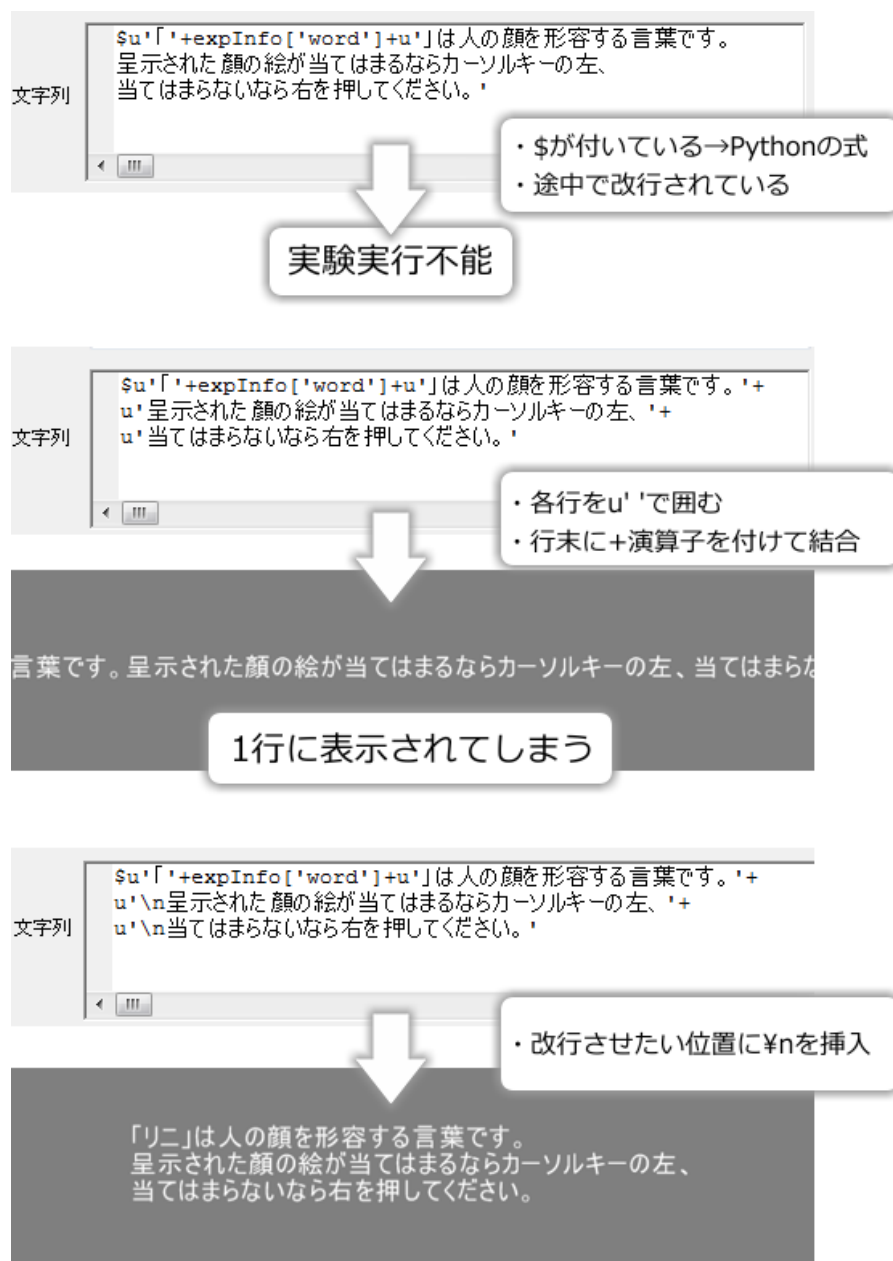 $u'「'+expInfo['word']+u'」は人の顔を形容する言葉です。
呈示された顔の絵が当てはまるならカーソルキーの左、
当てはまらないなら右を押してください。'
文字列
・$が付いている→Pythonの式
・途中で改行されている
実験実行不能
$u'「'+expInfo['word']+u'」は人の顔を形容する言葉です。'+
u'呈示された顔の絵が当てはまるならカーソルキーの左、'+
u'当てはまらないなら右を押してください。'
文字列
・各行をu' 'で囲む
・行末に+演算子を付けて結合
言葉です。呈示された顔の絵が当てはまるならカーソルキーの左、当てはまらな
1行に表示されてしまう
$u'「'+expInfo['word']+u'」は人の顔を形容する言葉です。'+
u'\n呈示された顔の絵が当てはまるならカーソルキーの左、'+
u'\n当てはまらないなら右を押してください。'
文字列
・改行させたい位置に¥nを挿入
「リニ」は人の顔を形容する言葉です。
呈示された顔の絵が当てはまるならカーソルキーの左、
当てはまらないなら右を押してください。